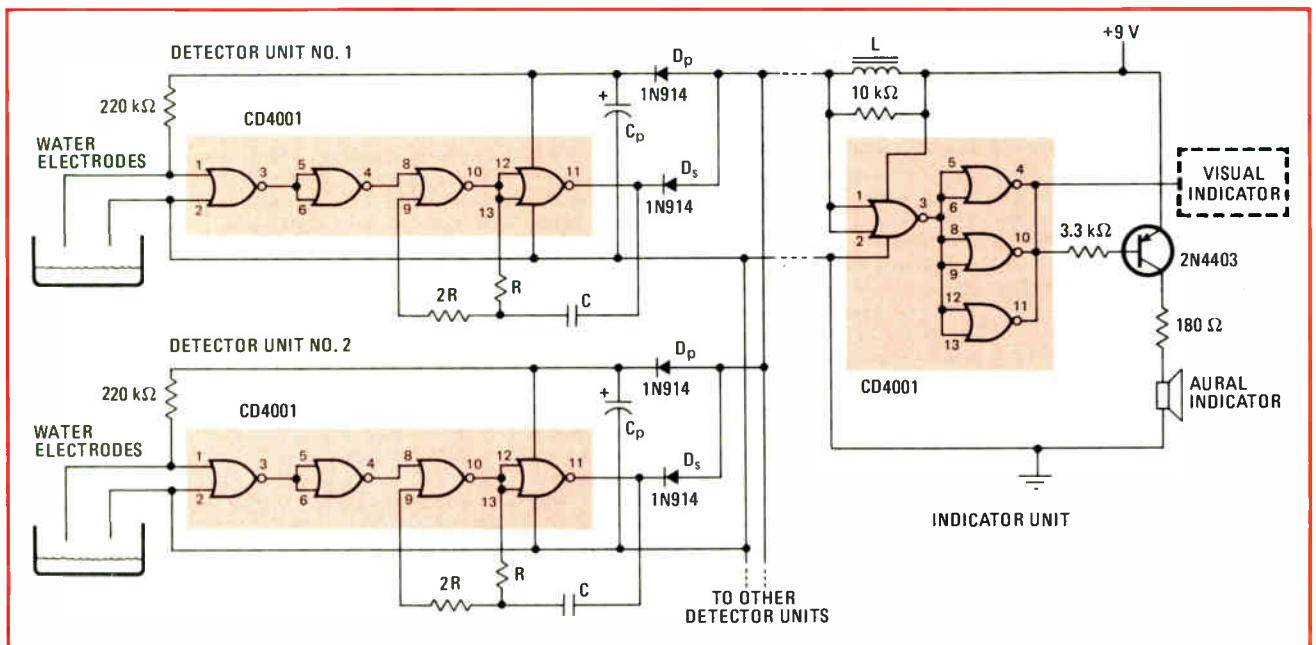 DETECTOR UNIT NO. 1
220 kΩ
WATER
ELECTRODES
CD4001
1
2
3
5
6
4
8
9
10
12
13
11
+
Cp
Dp
1N914
Ds
1N914
2R
R
C
DETECTOR UNIT NO. 2
220 kΩ
WATER
ELECTRODES
CD4001
1
2
3
5
6
4
8
9
10
12
13
11
+
Cp
Dp
1N914
Ds
1N914
2R
R
C
TO OTHER
DETECTOR UNITS
+9 V
L
10 kΩ
1
2
3
5
6
4
8
9
10
12
13
11
CD4001
VISUAL
INDICATOR
3.3 kΩ
2N4403
180 Ω
AURAL
INDICATOR
INDICATOR UNIT